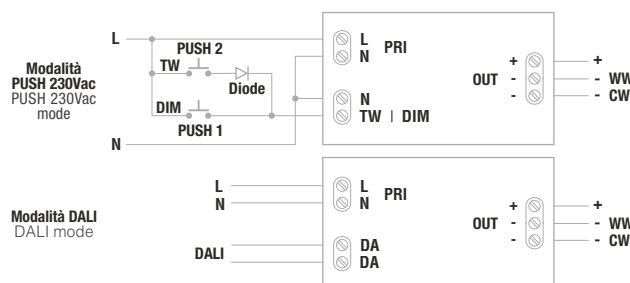 Modalità
PUSH 230Vac
PUSH 230Vac
mode
L
PUSH 2
TW
Diode
DIM
PUSH 1
N
L
N
PRI
N
TW | DIM
OUT
+
-
-
+
- WW
- CW
Modalità DALI
DALI mode
L
N
DALI
L
N
PRI
DA
DA
OUT
+
-
-
+
- WW
- CW